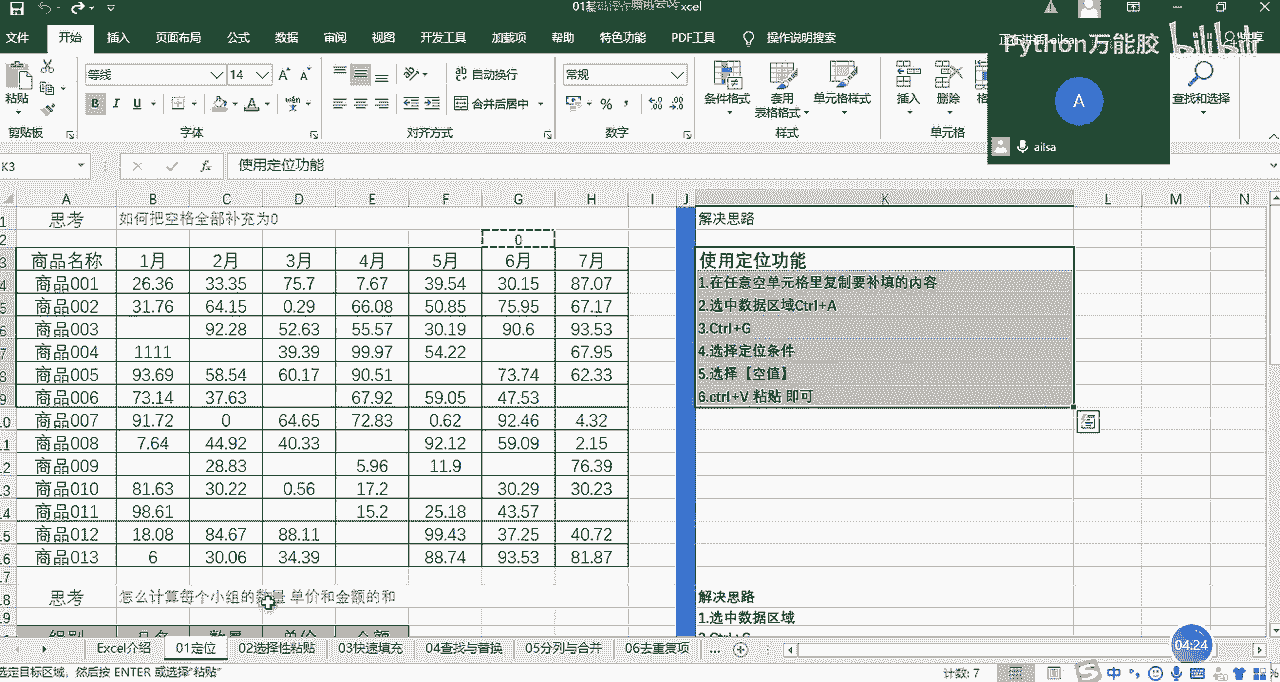 Python万能胶 bilibili
文件 开始 插入 页面布局 公式 数据 审阅 视图 开发工具 加载项 帮助 特色功能 PDF工具 操作说明搜索
等线
自动换行
常规
粘贴
B I U
合并后居中
条件格式 套用 单元格样式 插入 删除
表格格式
查找和选择
剪贴板 字体 对齐方式 数字 样式 单元格
A
ailsa
K3 使用定位功能
A B C D E F G H I J K L M N
1 思考 如何把空格全部补充为0 解决思路
2 0
3 商品名称 1月 2月 3月 4月 5月 6月 7月 使用定位功能
4 商品001 26.36 33.35 75.7 7.67 39.54 30.15 87.07 1.在任意空单元格里复制要补填的内容
5 商品002 31.76 64.15 0.29 66.08 50.85 75.95 67.17 2.选中数据区域Ctrl+A
6 商品003 92.28 52.63 55.57 30.19 90.6 93.53 3.Ctrl+G
7 商品004 1111 39.39 99.97 54.22 67.95 4.选择定位条件
8 商品005 93.69 58.54 60.17 90.51 73.74 62.33 5.选择【空值】
9 商品006 73.14 37.63 67.92 59.05 47.53 6.ctrl+V 粘贴 即可
10 商品007 91.72 0 64.65 72.83 0.62 92.46 4.32
11 商品008 7.64 44.92 40.33 92.12 59.09 2.15
12 商品009 28.83 5.96 11.9 76.39
13 商品010 81.63 30.22 0.56 17.2 30.29 30.23
14 商品011 98.61 15.2 25.18 43.57
15 商品012 18.08 84.67 88.11 99.43 37.25 40.72
16 商品013 6 30.06 34.39 88.74 93.53 81.87
17
18 思考 怎么计算每个小组的数量 单价和金额的和 解决思路
19 1.选中数据区域
组别 品名 数量 单价 金额 2.Ctrl+G
Excel介绍 01定位 02选择性粘贴 03快速填充 04查找与替换 05分列与合并 06去重复项 ...
04:24
选定目标区域，然后按 ENTER 或选择"粘贴" 计数: 7 中